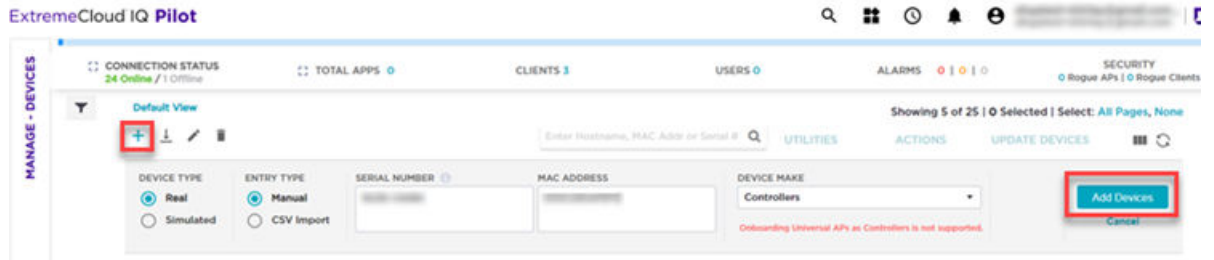 ExtremeCloud IQ Pilot
MANAGE - DEVICES
CONNECTION STATUS
24 Online / 1 Offline
TOTAL APPS 0
CLIENTS 3
USERS 0
ALARMS 0 | 0 | 0
SECURITY
0 Rogue APs | 0 Rogue Clients
Default View
Showing 5 of 25 | 0 Selected | Select: All Pages, None
Enter Hostname, MAC Addr or Serial #
UTILITIES
ACTIONS
UPDATE DEVICES
DEVICE TYPE
Real
Simulated
ENTRY TYPE
Manual
CSV Import
SERIAL NUMBER
MAC ADDRESS
DEVICE MAKE
Controllers
Onboarding Universal APs as Controllers is not supported.
Add Devices
Cancel